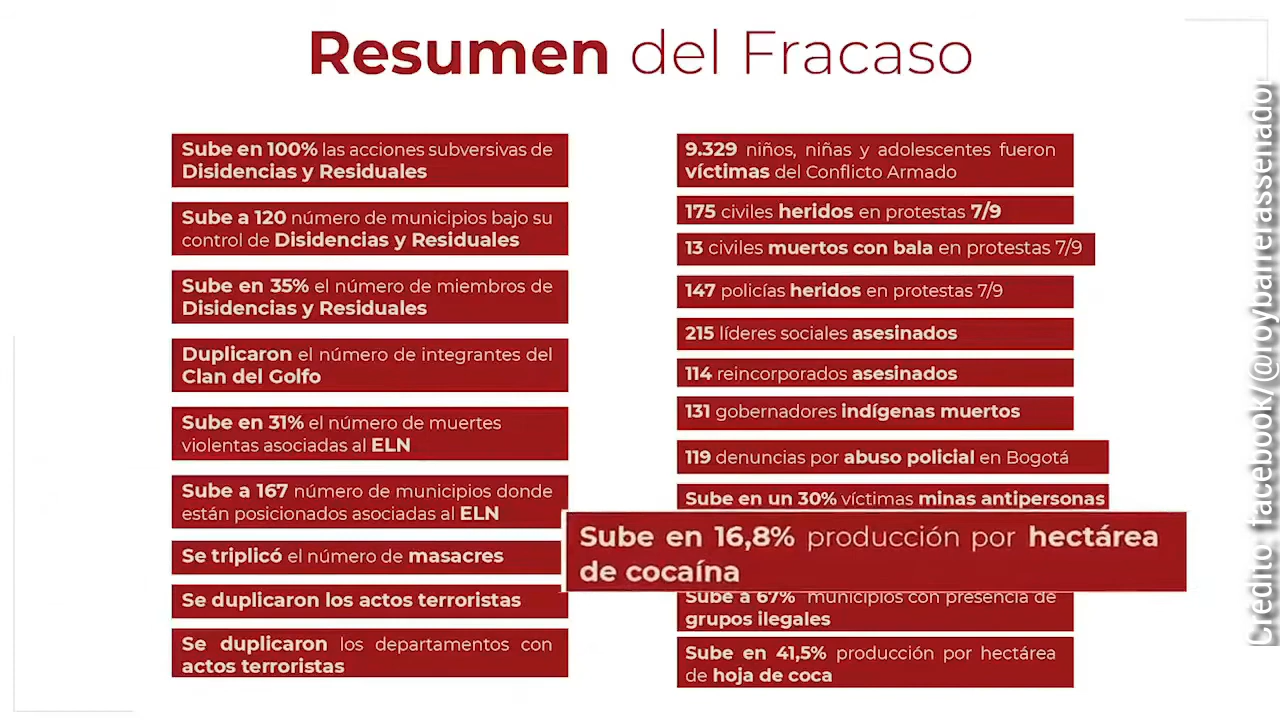 Resumen del Fracaso
Sube en 100% las acciones subversivas de
Disidencias y Residuales
Sube a 120 número de municipios bajo su
control de Disidencias y Residuales
Sube en 35% el número de miembros de
Disidencias y Residuales
Duplicaron el número de integrantes del
Clan del Golfo
Sube en 31% el número de muertes
violentas asociadas al ELN
Sube a 167 número de municipios donde
están posicionados asociadas al ELN
Se triplicó el número de masacres
Se duplicaron los actos terroristas
Se duplicaron los departamentos con
actos terroristas
9.329 niños, niñas y adolescentes fueron
víctimas del Conflicto Armado
175 civiles heridos en protestas 7/9
13 civiles muertos con bala en protestas 7/9
147 policías heridos en protestas 7/9
215 líderes sociales asesinados
114 reincorporados asesinados
131 gobernadores indígenas muertos
119 denuncias por abuso policial en Bogotá
Sube en un 30% víctimas minas antipersonas
Sube en 16,8% producción por hectárea
de cocaína
Sube a 67% municipios con presencia de
grupos ilegales
Sube en 41,5% producción por hectárea
de hoja de coca
Crédito: facebook/@roybarrerassenador